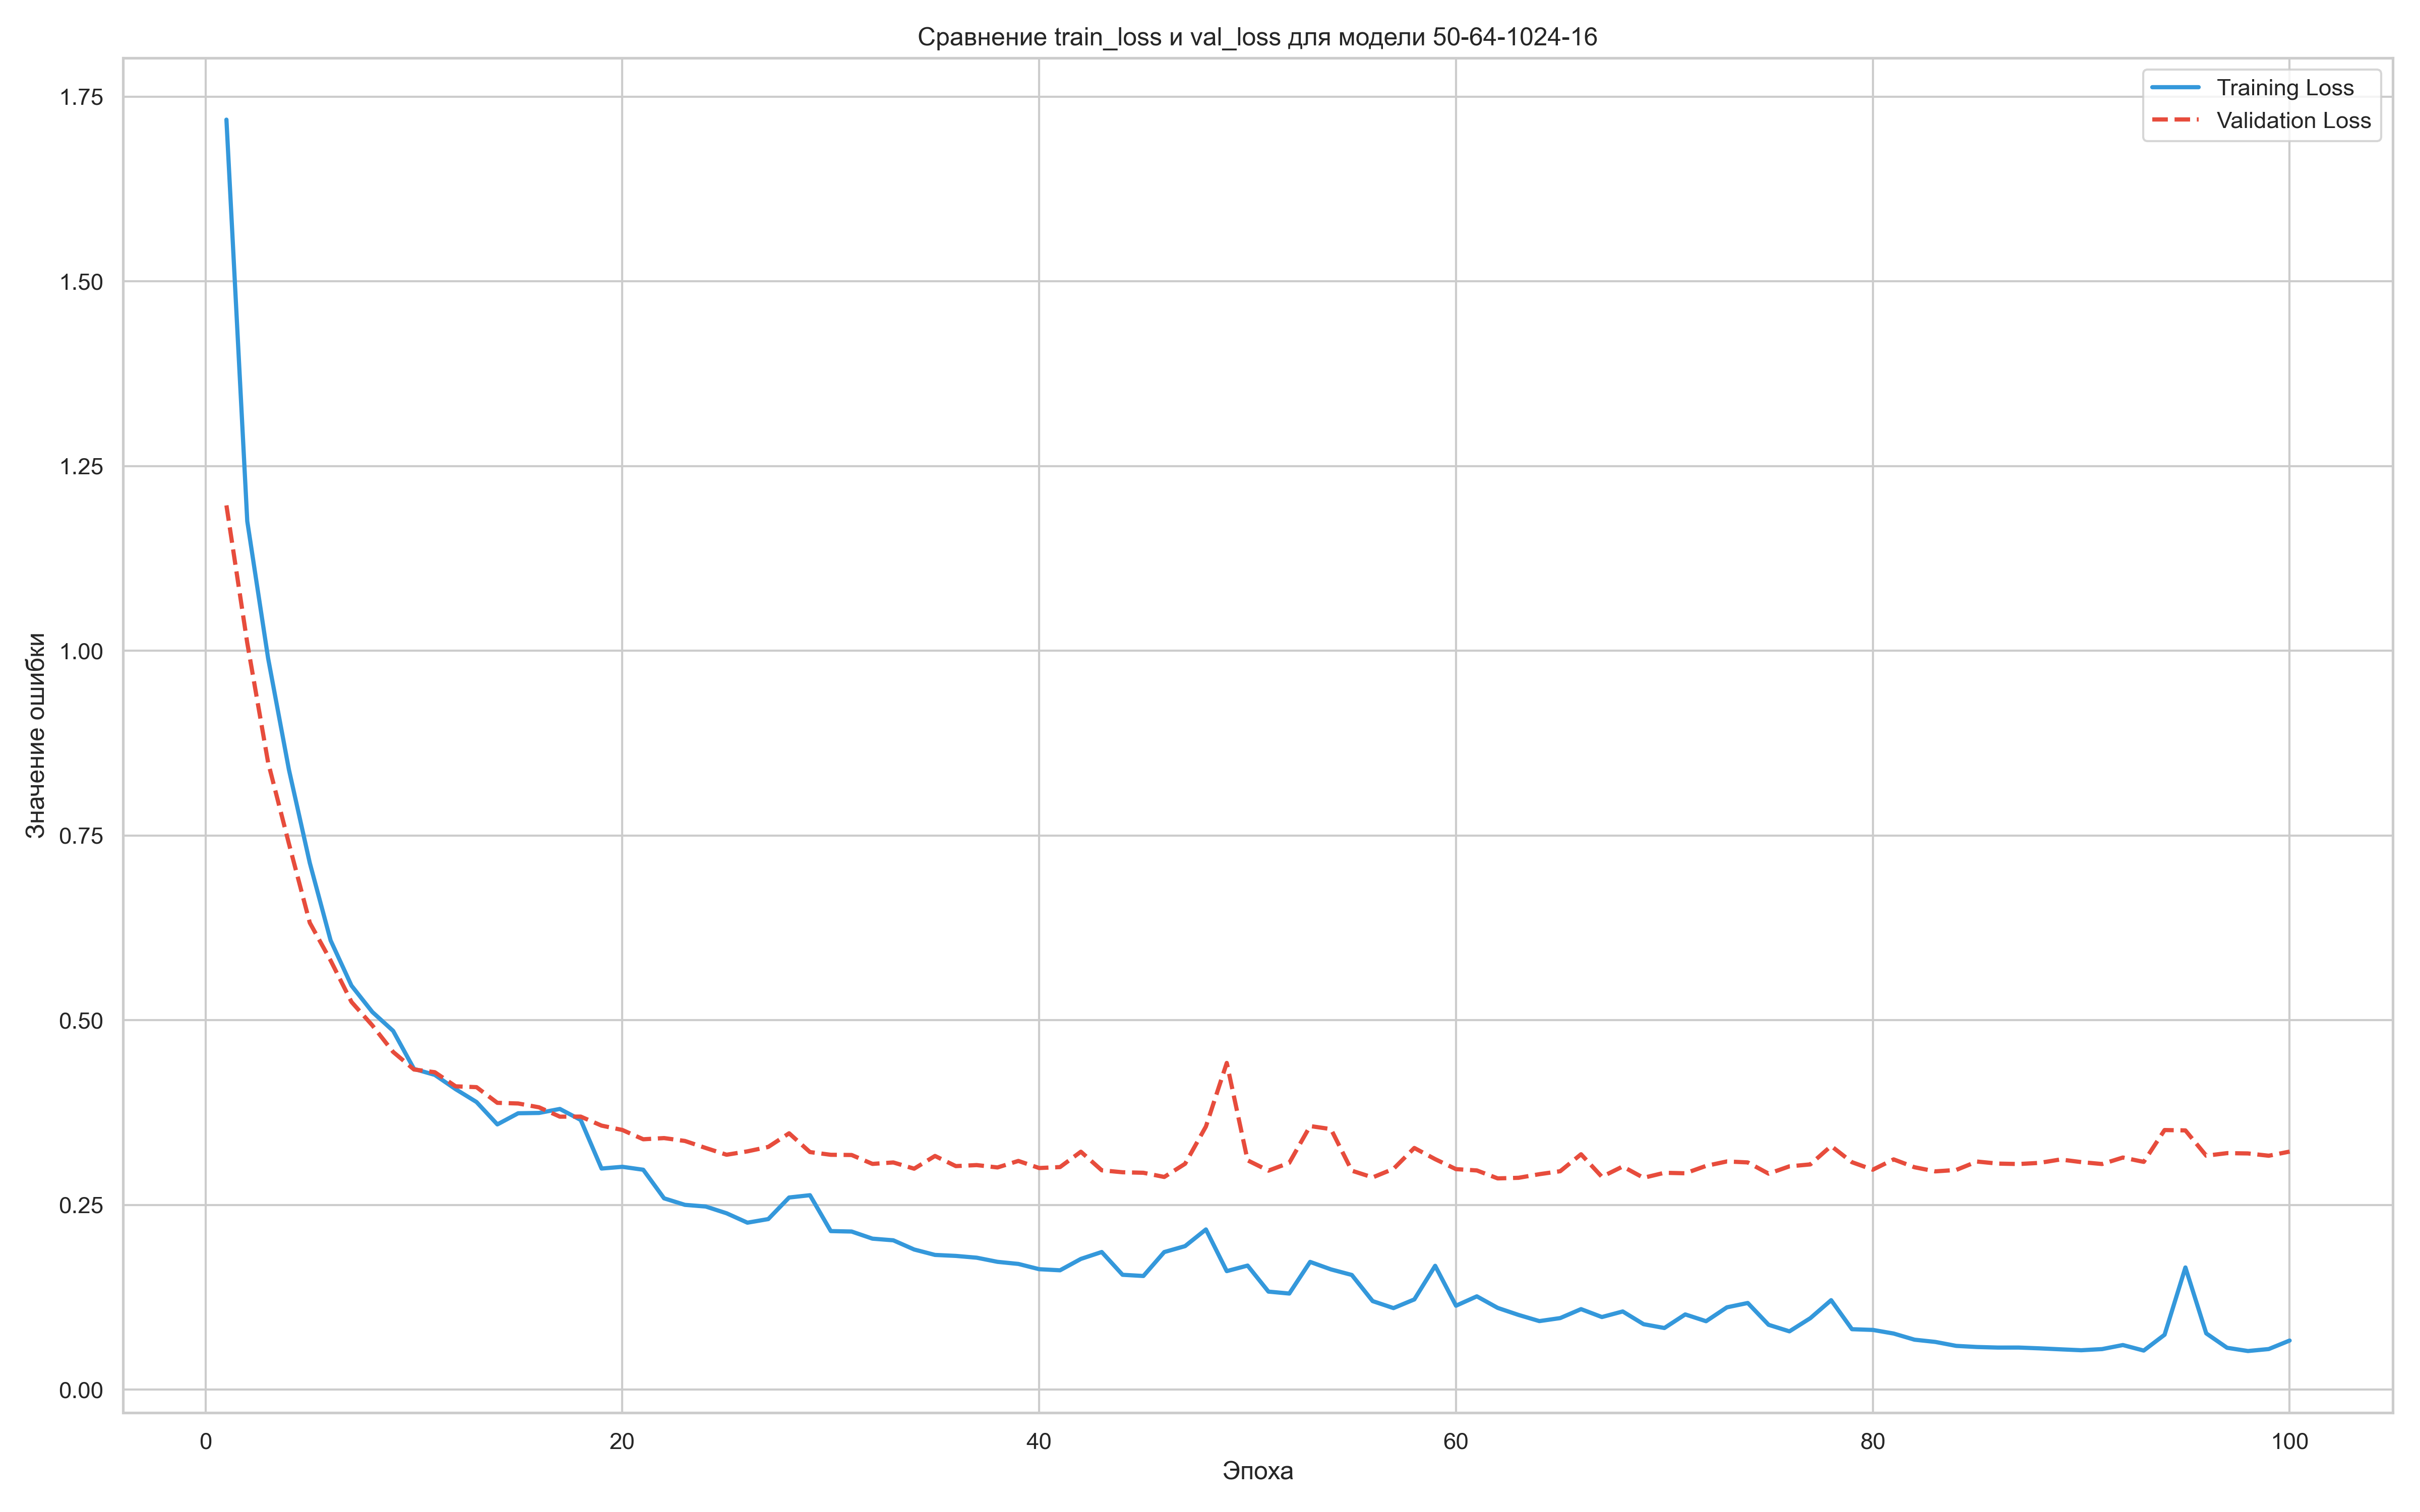 Сравнение train_loss и val_loss для модели 50-64-1024-16
Training Loss
Validation Loss
Значение ошибки
1.75
1.50
1.25
1.00
0.75
0.50
0.25
0.00
0 20 40 60 80 100
Эпоха